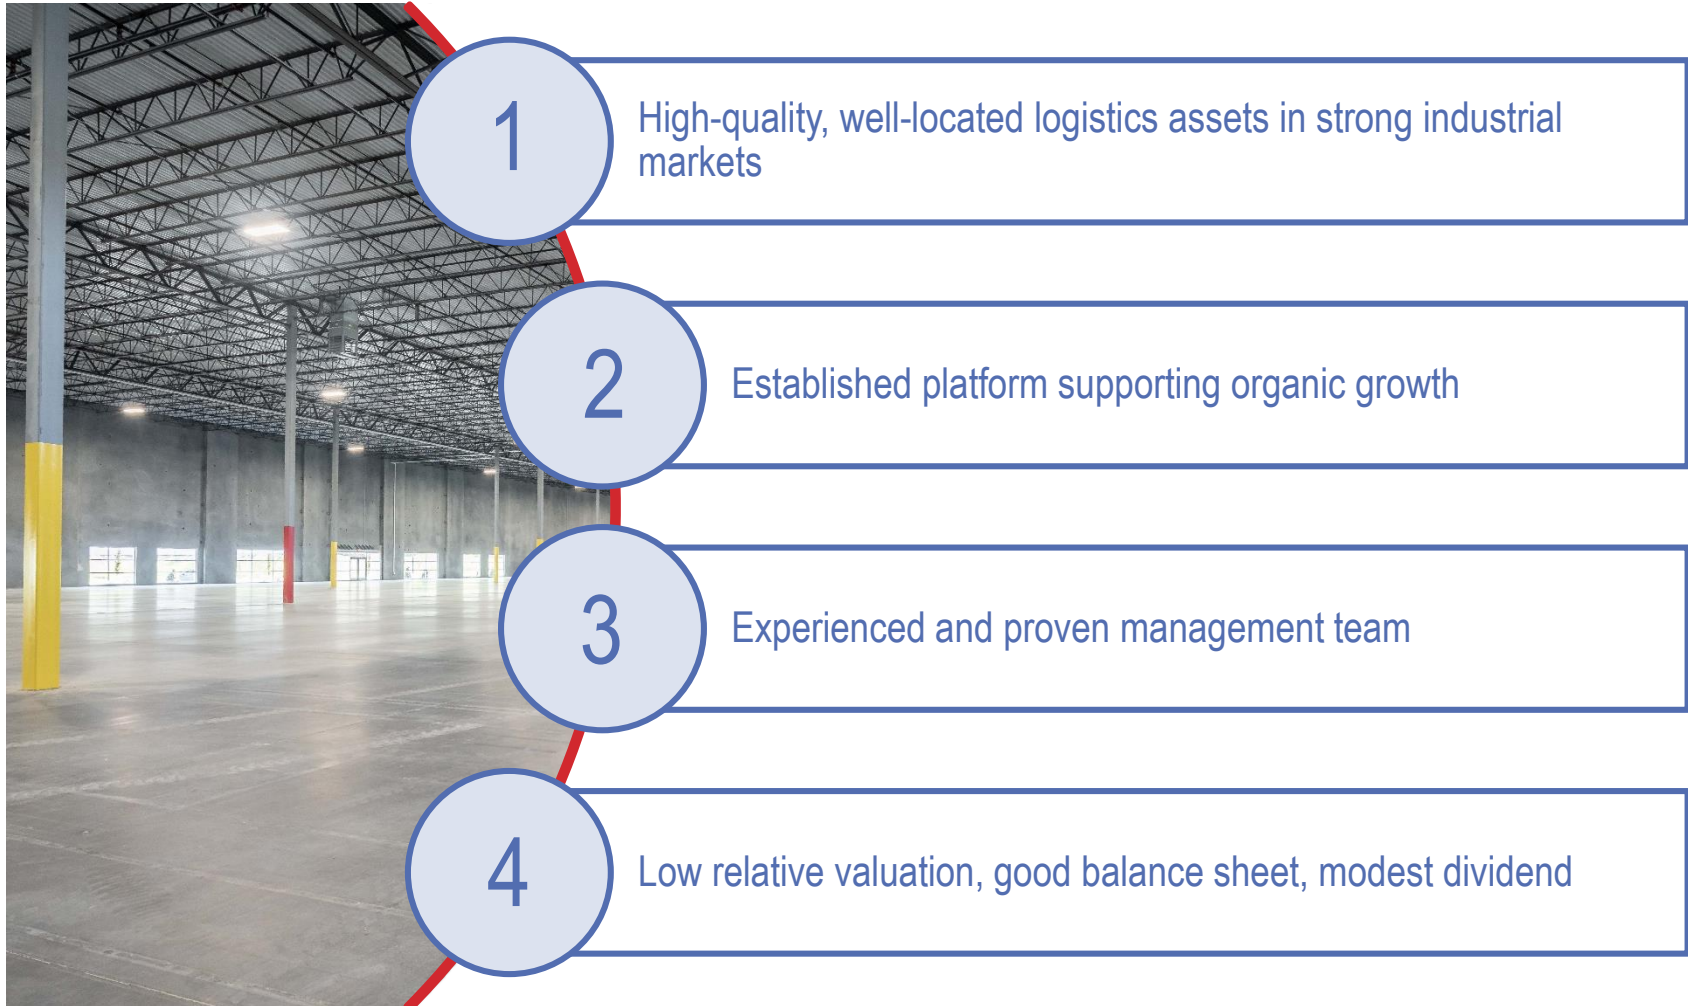 1
High-quality, well-located logistics assets in strong industrial
markets
2
Established platform supporting organic growth
3
Experienced and proven management team
4
Low relative valuation, good balance sheet, modest dividend